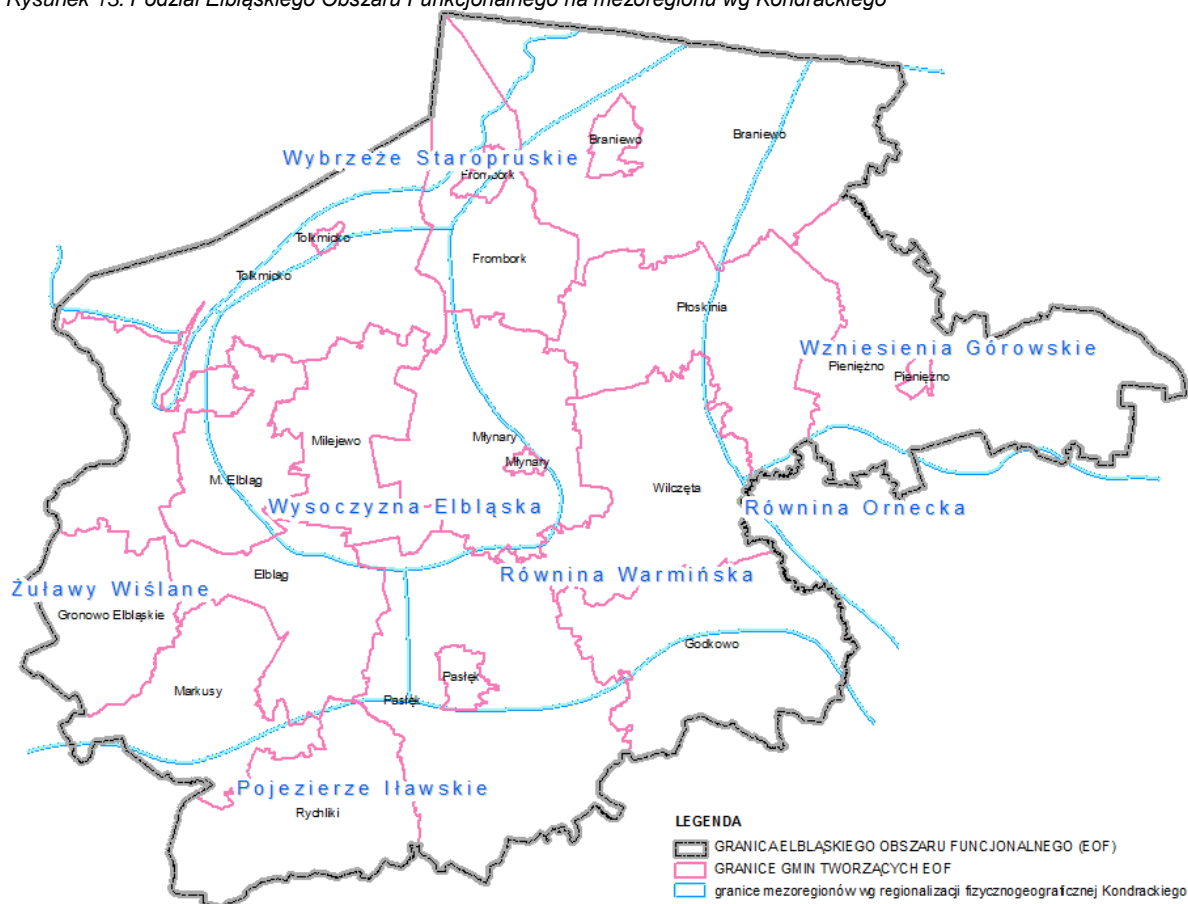 Rysunek 13. Podział Elbląskiego Obszaru Funkcjonalnego na mezoregionu wg Kondrackiego
Braniewo
Braniewo
Wybrzeże Staropruskie
Frombork
Tolkmicko
Frombork
Tolkmicko
Płoskinia
Wzniesienia Górowskie
Pieniężno
Pieniężno
Milejewo
Młynary
Młynary
M. Elbląg
Wilczęta
Wysoczyzna Elbląska
Równina Ornecka
Elbląg
Równina Warmińska
Żuławy Wiślane
Gronowo Elbląskie
Godkowo
Markusy
Pasłęk
Pasłęk
Pojezierze Iławskie
Rychliki
LEGENDA
GRANICA ELBLĄSKIEGO OBSZARU FUNCJONALNEGO (EOF)
GRANICE GMIN TWORZĄCYCH EOF
granice mezoregionów wg regionalizacji fizycznogeograficznej Kondrackiego